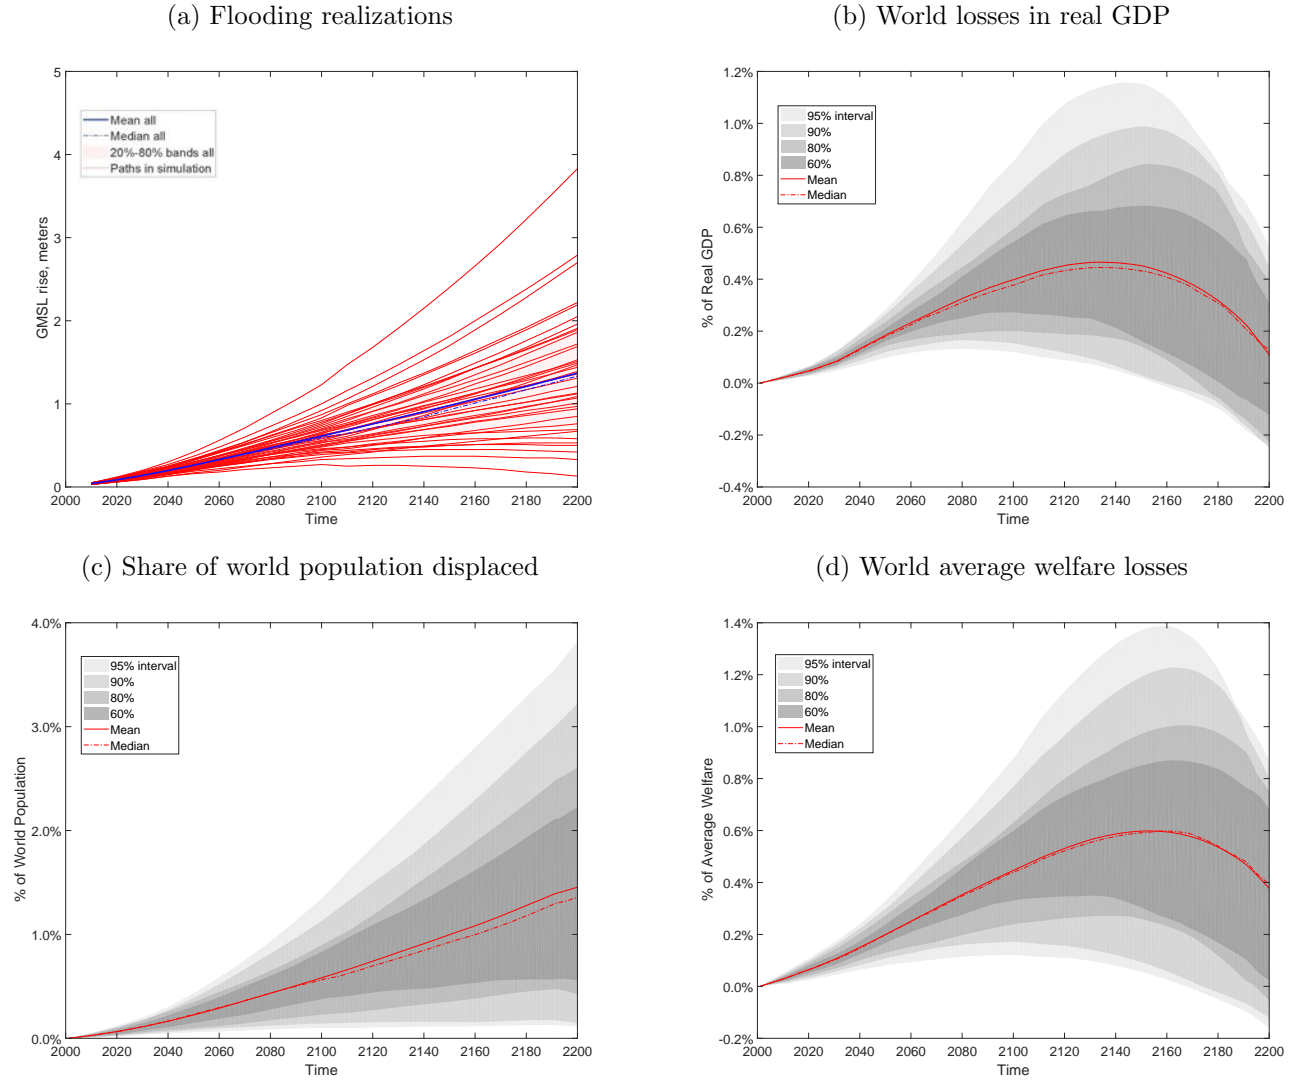 (a) Flooding realizations
5
4
3
2
1
0
GMSL rise, meters
Mean all
Median all
20%-80% bands all
Paths in simulation
2000 2020 2040 2060 2080 2100 2120 2140 2160 2180 2200
Time
(b) World losses in real GDP
1.2%
1.0%
0.8%
0.6%
0.4%
0.2%
0.0%
-0.2%
-0.4%
% of Real GDP
95% interval
90%
80%
60%
Mean
Median
2000 2020 2040 2060 2080 2100 2120 2140 2160 2180 2200
Time
(c) Share of world population displaced
4.0%
3.0%
2.0%
1.0%
0.0%
% of World Population
95% interval
90%
80%
60%
Mean
Median
2000 2020 2040 2060 2080 2100 2120 2140 2160 2180 2200
Time
(d) World average welfare losses
1.4%
1.2%
1.0%
0.8%
0.6%
0.4%
0.2%
0.0%
-0.2%
% of Average Welfare
95% interval
90%
80%
60%
Mean
Median
2000 2020 2040 2060 2080 2100 2120 2140 2160 2180 2200
Time